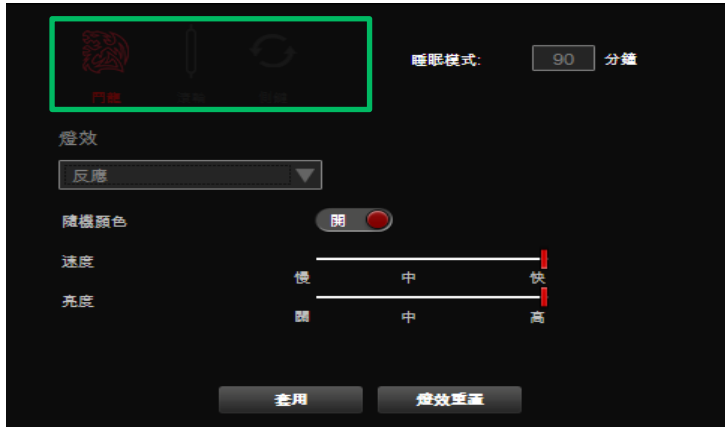 睡眠模式: 90 分鐘
燈效
反應
隨機顏色 開
速度
慢 中 快
亮度
關 中 高
套用 燈效重置